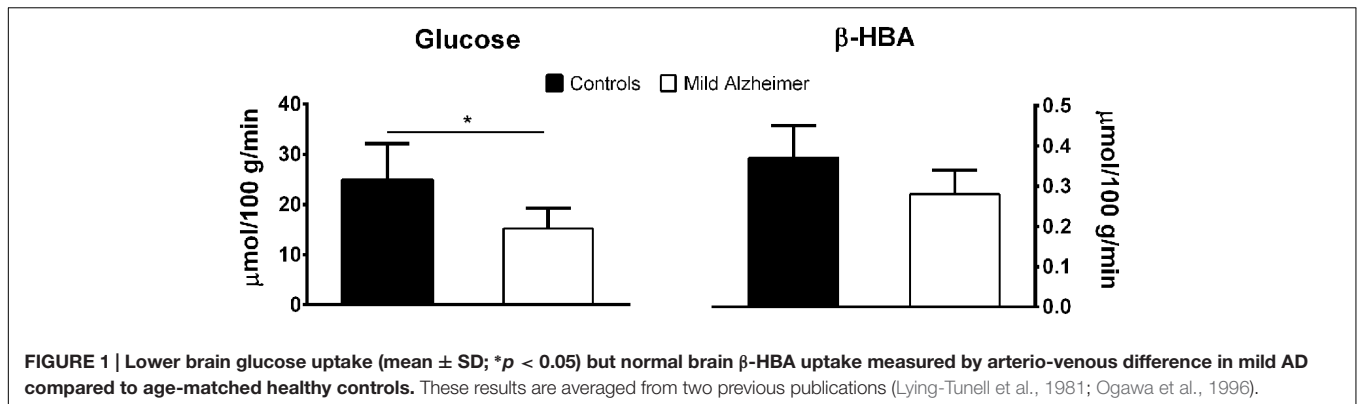 Glucose
β-HBA
Controls
Mild Alzheimer
μmol/100 g/min
40
30
20
10
0
*
0.5
0.4
0.3
0.2
0.1
0.0
μmol/100 g/min
FIGURE 1 | Lower brain glucose uptake (mean ± SD; *p < 0.05) but normal brain β-HBA uptake measured by arterio-venous difference in mild AD
compared to age-matched healthy controls. These results are averaged from two previous publications (Lying-Tunell et al., 1981; Ogawa et al., 1996).